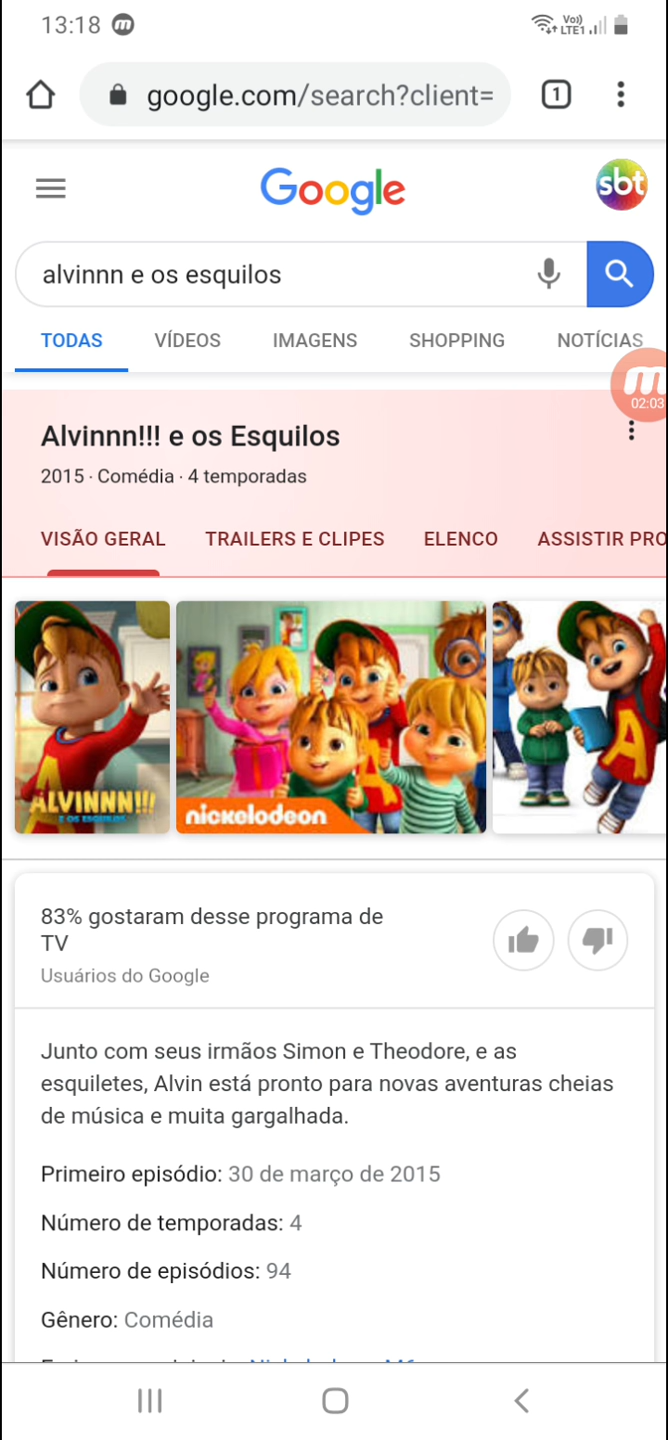 13:18
Vo))
LTE1
google.com/search?client=
1
Google
sbt
alvinnn e os esquilos
TODAS VÍDEOS IMAGENS SHOPPING NOTÍCIAS
02:03
Alvinnn!!! e os Esquilos
2015 · Comédia · 4 temporadas
VISÃO GERAL TRAILERS E CLIPES ELENCO ASSISTIR PRO
ALVINNN!!!
E OS ESQUILOS
nickelodeon
83% gostaram desse programa de
TV
Usuários do Google
Junto com seus irmãos Simon e Theodore, e as
esquiletes, Alvin está pronto para novas aventuras cheias
de música e muita gargalhada.
Primeiro episódio: 30 de março de 2015
Número de temporadas: 4
Número de episódios: 94
Gênero: Comédia